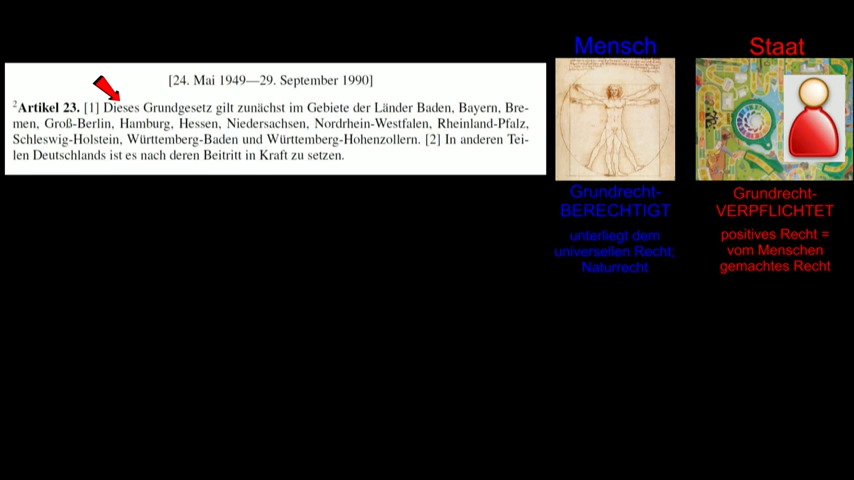 [24. Mai 1949—29. September 1990]
²Artikel 23. [1] Dieses Grundgesetz gilt zunächst im Gebiete der Länder Baden, Bayern, Bre-
men, Groß-Berlin, Hamburg, Hessen, Niedersachsen, Nordrhein-Westfalen, Rheinland-Pfalz,
Schleswig-Holstein, Württemberg-Baden und Württemberg-Hohenzollern. [2] In anderen Tei-
len Deutschlands ist es nach deren Beitritt in Kraft zu setzen.
Mensch
Grundrecht-
BERECHTIGT
unterliegt dem
universellen Recht;
Naturrecht
Staat
Grundrecht-
VERPFLICHTET
positives Recht =
vom Menschen
gemachtes Recht